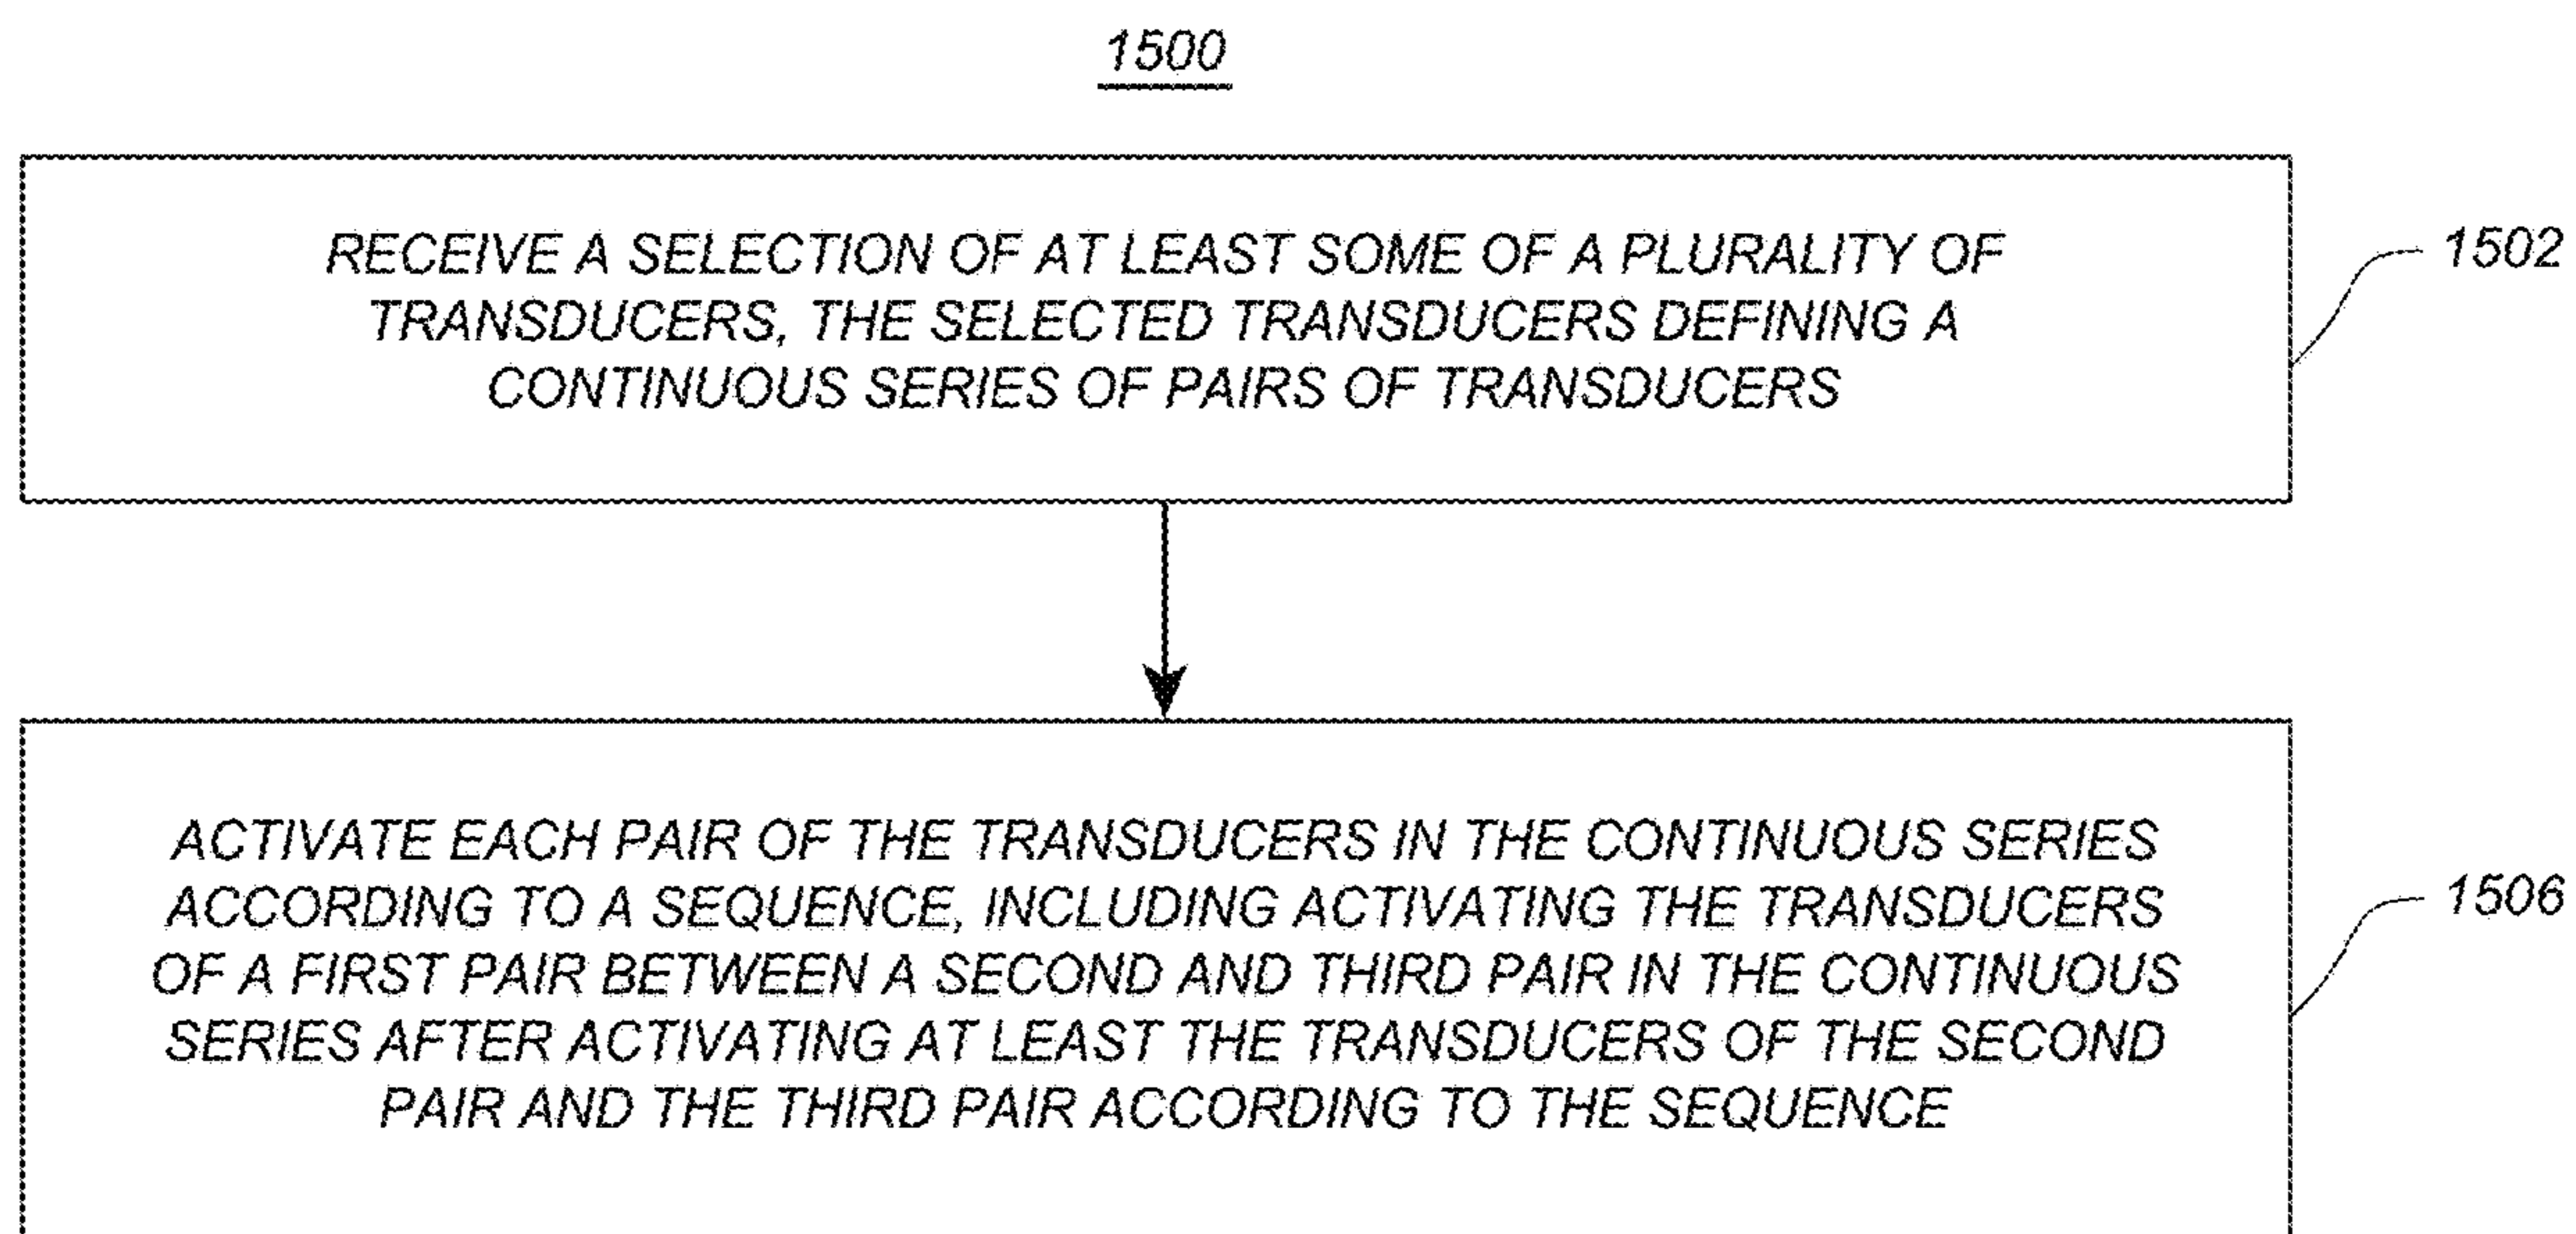 1500
RECEIVE A SELECTION OF AT LEAST SOME OF A PLURALITY OF
TRANSDUCERS, THE SELECTED TRANSDUCERS DEFINING A
CONTINUOUS SERIES OF PAIRS OF TRANSDUCERS
1502
ACTIVATE EACH PAIR OF THE TRANSDUCERS IN THE CONTINUOUS SERIES
ACCORDING TO A SEQUENCE, INCLUDING ACTIVATING THE TRANSDUCERS
OF A FIRST PAIR BETWEEN A SECOND AND THIRD PAIR IN THE CONTINUOUS
SERIES AFTER ACTIVATING AT LEAST THE TRANSDUCERS OF THE SECOND
PAIR AND THE THIRD PAIR ACCORDING TO THE SEQUENCE
1506